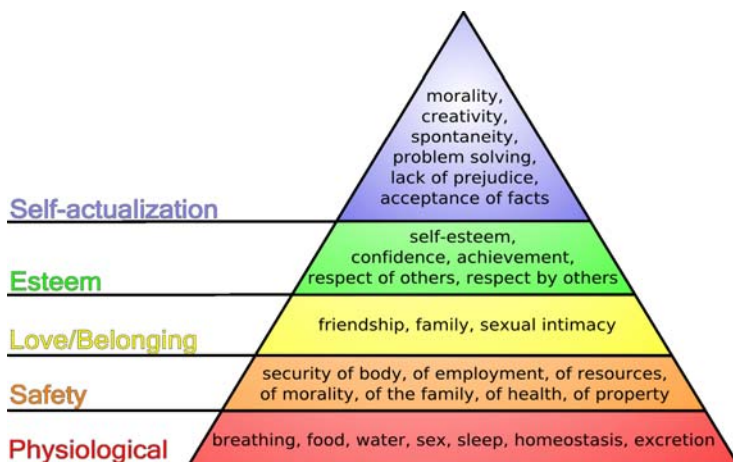 morality,
creativity,
spontaneity,
problem solving,
lack of prejudice,
acceptance of facts
Self-actualization
self-esteem,
confidence, achievement,
respect of others, respect by others
Esteem
friendship, family, sexual intimacy
Love/Belonging
security of body, of employment, of resources,
of morality, of the family, of health, of property
Safety
breathing, food, water, sex, sleep, homeostasis, excretion
Physiological